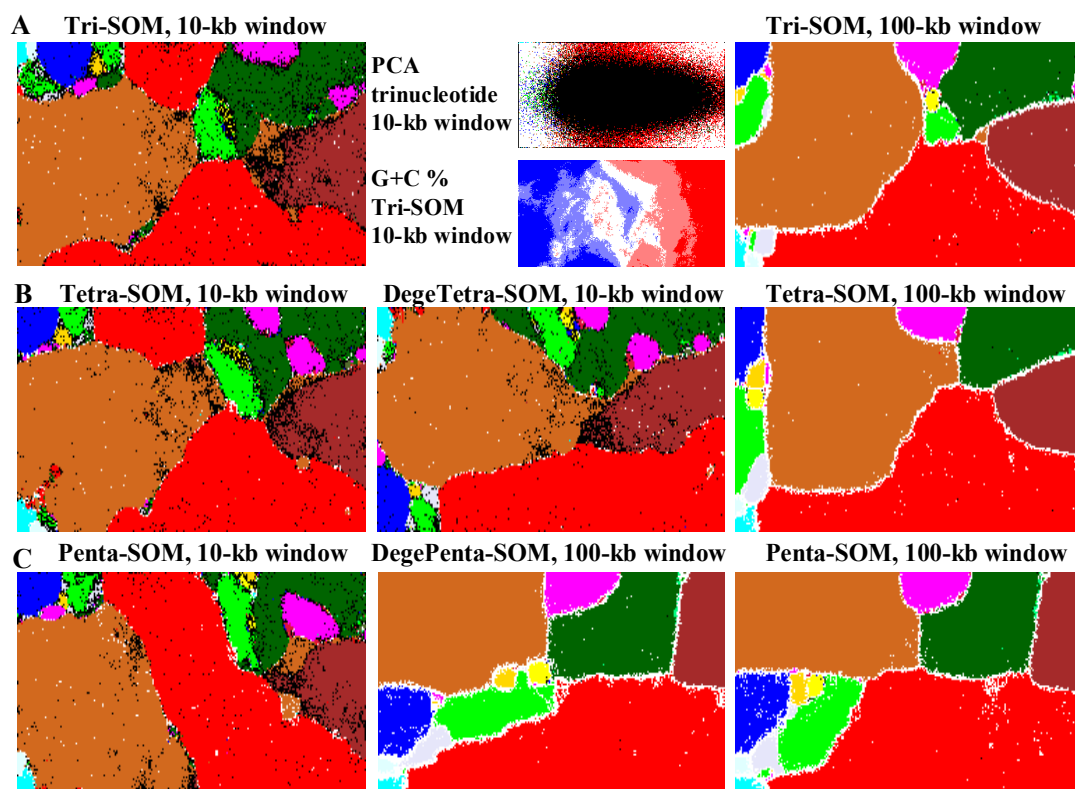 A
Tri-SOM, 10-kb window
PCA
trinucleotide
10-kb window
G+C %
Tri-SOM
10-kb window
Tri-SOM, 100-kb window
B
Tetra-SOM, 10-kb window
DegeTetra-SOM, 10-kb window
Tetra-SOM, 100-kb window
C
Penta-SOM, 10-kb window
DegePenta-SOM, 100-kb window
Penta-SOM, 100-kb window